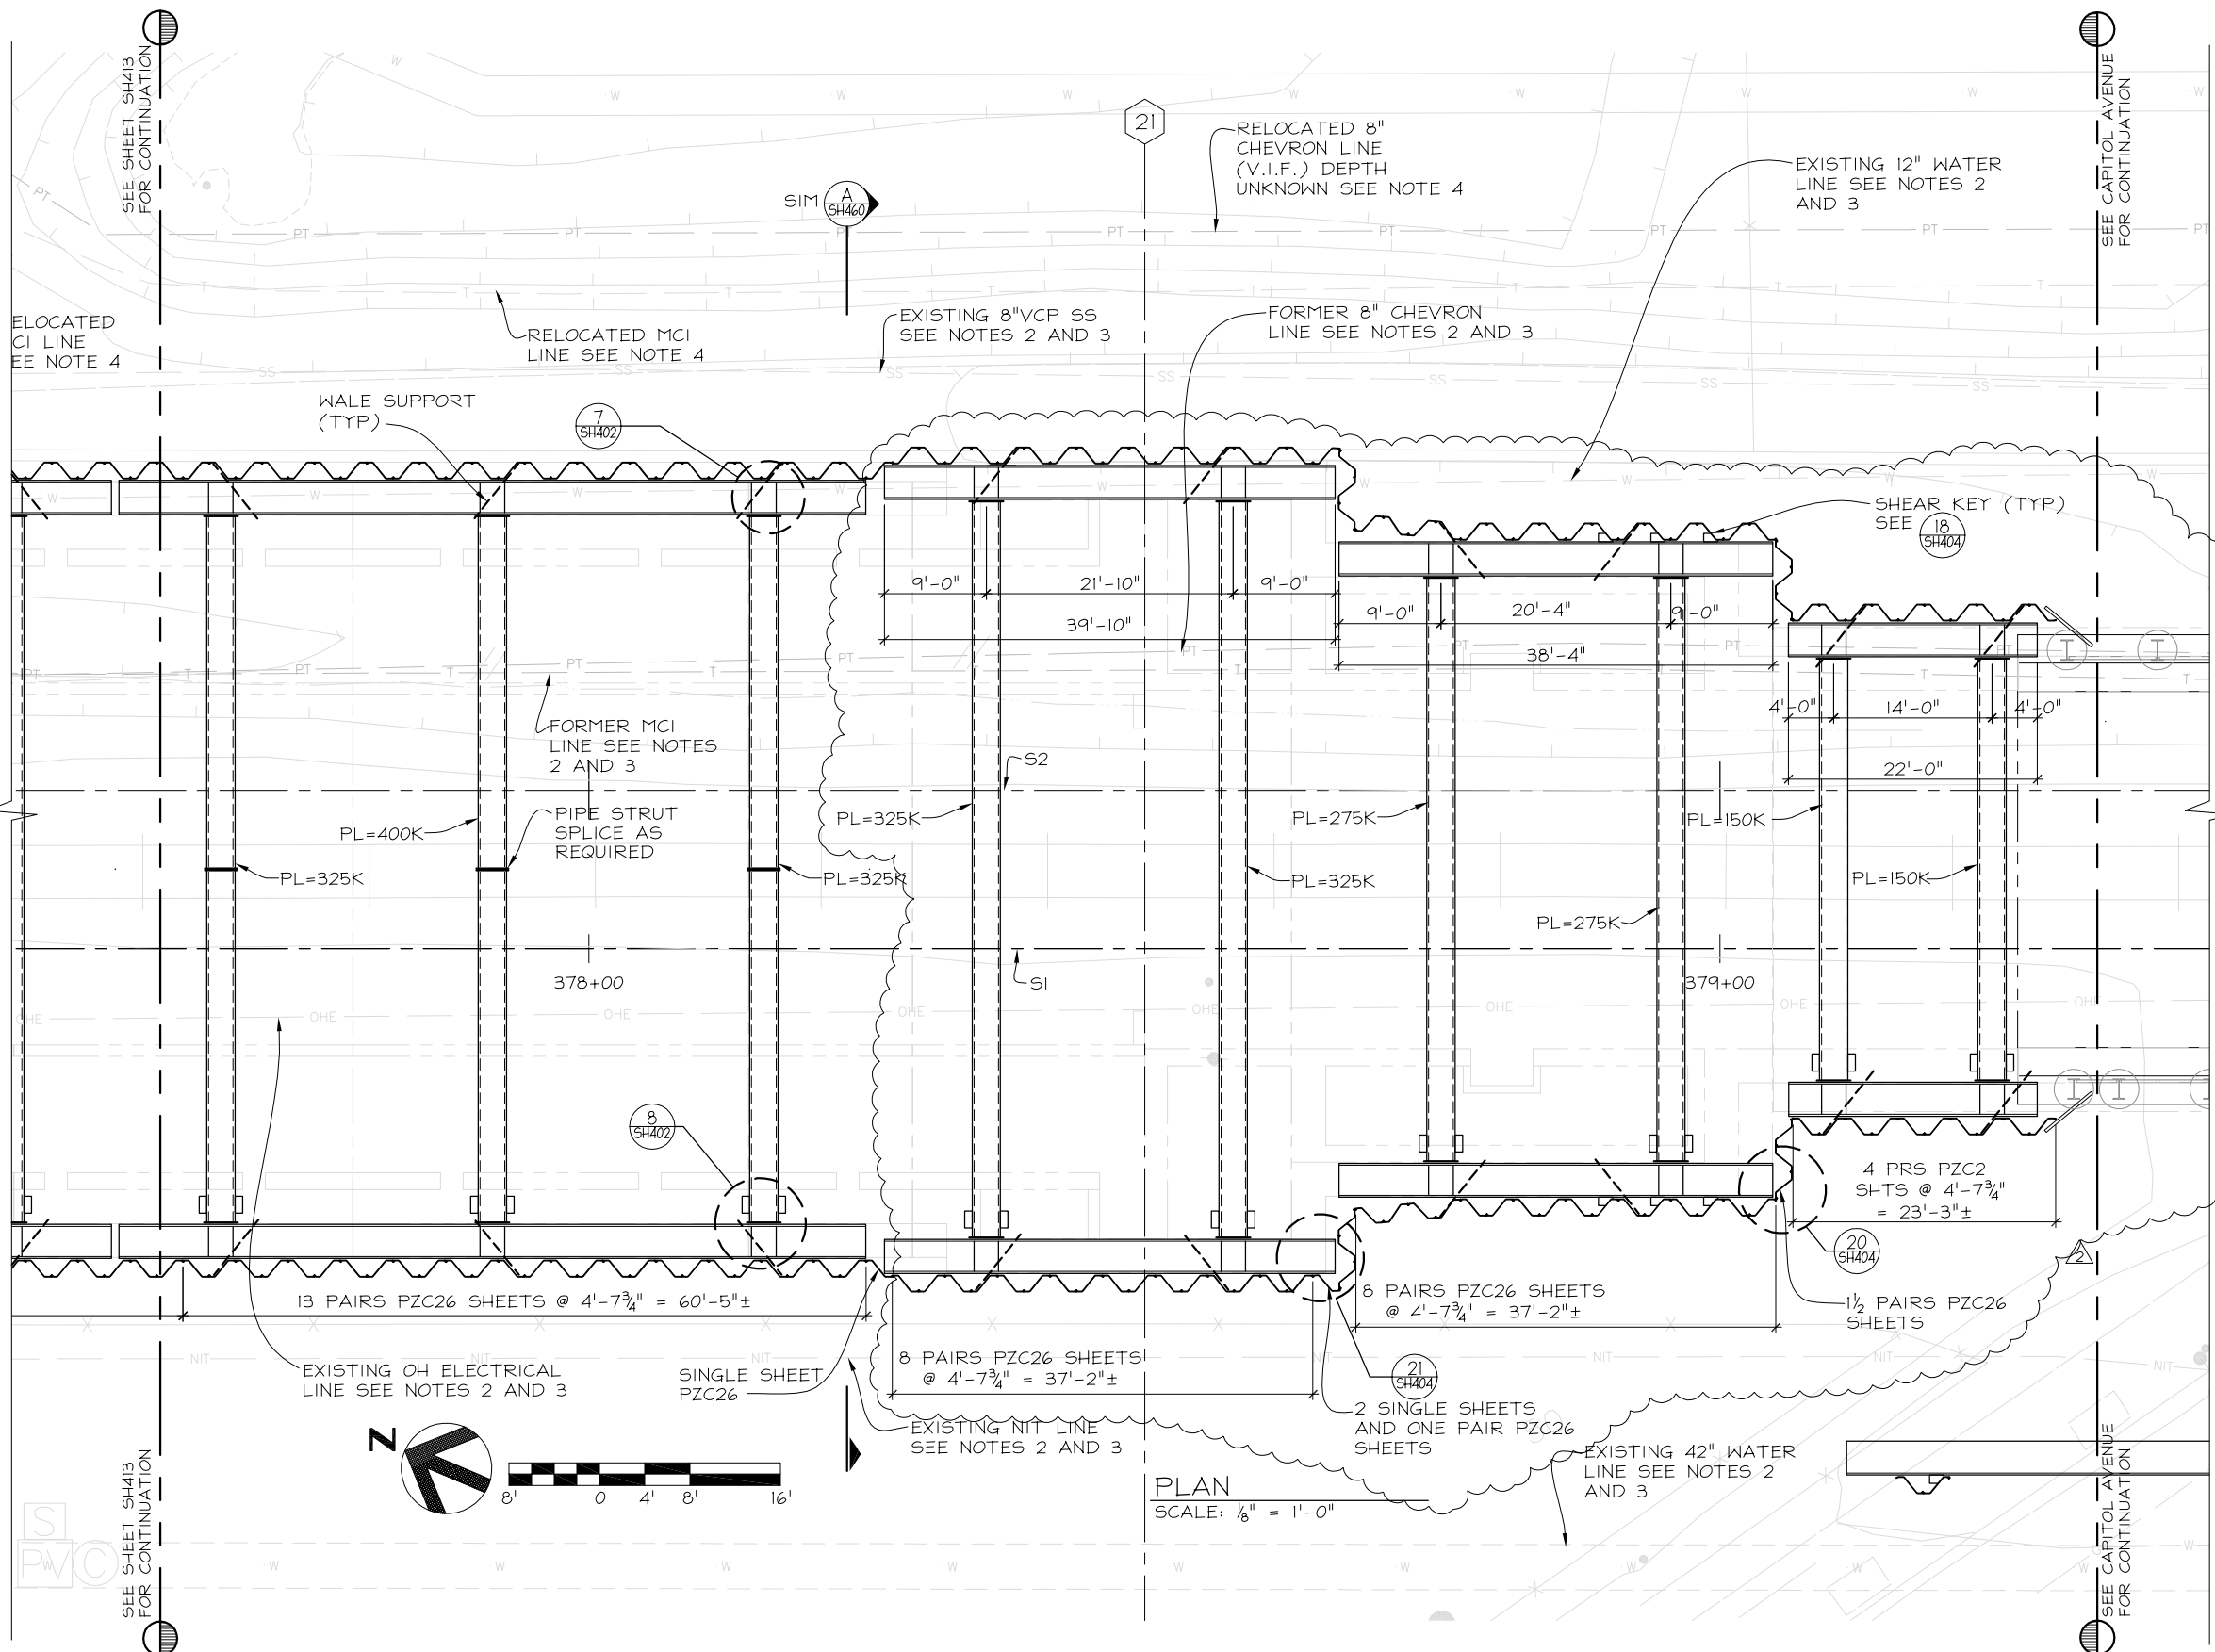 SEE SHEET SH413
FOR CONTINUATION
SEE CAPITOL AVENUE
FOR CONTINUATION
21
RELOCATED 8"
CHEVRON LINE
(V.I.F.) DEPTH
UNKNOWN SEE NOTE 4
EXISTING 12" WATER
LINE SEE NOTES 2
AND 3
SIM
A
SH460
ELOCATED
CI LINE
EE NOTE 4
RELOCATED MCI
LINE SEE NOTE 4
EXISTING 8"VCP SS
SEE NOTES 2 AND 3
FORMER 8" CHEVRON
LINE SEE NOTES 2 AND 3
WALE SUPPORT
(TYP.)
7
SH402
SHEAR KEY (TYP.)
SEE
18
SH404
9'-0"
21'-10"
9'-0"
39'-10"
9'-0"
20'-4"
9'-0"
38'-4"
4'-0"
14'-0"
4'-0"
22'-0"
FORMER MCI
LINE SEE NOTES
2 AND 3
S2
PIPE STRUT
SPLICE AS
REQUIRED
PL=400K
PL=325K
PL=325K
PL=325K
PL=325K
PL=275K
PL=275K
PL=150K
PL=150K
S1
378+00
379+00
8
SH402
4 PRS PZC2
SHTS @ 4'-7¾"
= 23'-3"±
20
SH404
2
13 PAIRS PZC26 SHEETS @ 4'-7¾" = 60'-5"±
8 PAIRS PZC26 SHEETS
@ 4'-7¾" = 37'-2"±
1½ PAIRS PZC26
SHEETS
EXISTING OH ELECTRICAL
LINE SEE NOTES 2 AND 3
SINGLE SHEET
PZC26
8 PAIRS PZC26 SHEETS
@ 4'-7¾" = 37'-2"±
21
SH404
2 SINGLE SHEETS
AND ONE PAIR PZC26
SHEETS
EXISTING NIT LINE
SEE NOTES 2 AND 3
EXISTING 42" WATER
LINE SEE NOTES 2
AND 3
N
8' 0 4' 8' 16'
PLAN
SCALE: ⅛" = 1'-0"
SEE SHEET SH413
FOR CONTINUATION
SEE CAPITOL AVENUE
FOR CONTINUATION
S
PVC
W
PT
T
SS
OHE
NIT